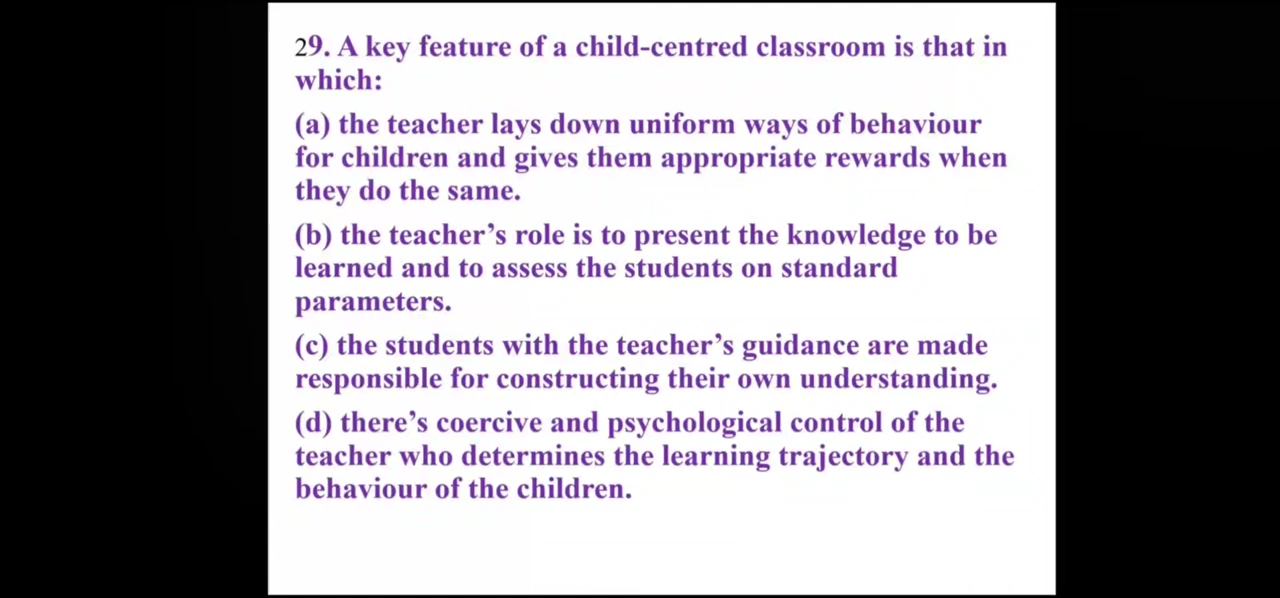 29. A key feature of a child-centred classroom is that in
which:
(a) the teacher lays down uniform ways of behaviour
for children and gives them appropriate rewards when
they do the same.
(b) the teacher’s role is to present the knowledge to be
learned and to assess the students on standard
parameters.
(c) the students with the teacher’s guidance are made
responsible for constructing their own understanding.
(d) there’s coercive and psychological control of the
teacher who determines the learning trajectory and the
behaviour of the children.